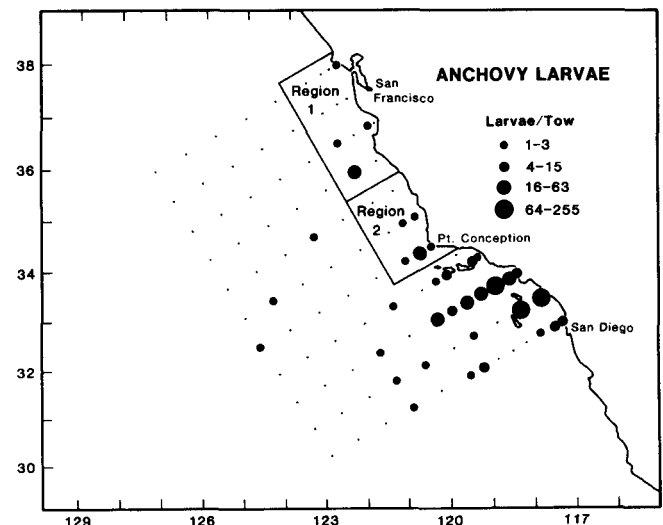 38
36
34
32
30
129
126
123
120
117
Region
1
San
Francisco
Region
2
Pt. Conception
San Diego
ANCHOVY LARVAE
Larvae/Tow
1–3
4–15
16–63
64–255